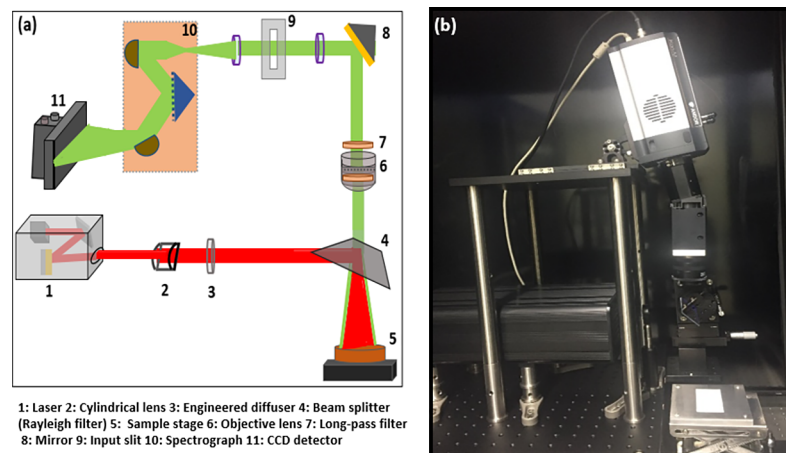 (a)
10
9
8
11
7
6
4
1
2
3
5
1: Laser 2: Cylindrical lens 3: Engineered diffuser 4: Beam splitter
(Rayleigh filter) 5: Sample stage 6: Objective lens 7: Long-pass filter
8: Mirror 9: Input slit 10: Spectrograph 11: CCD detector
(b)